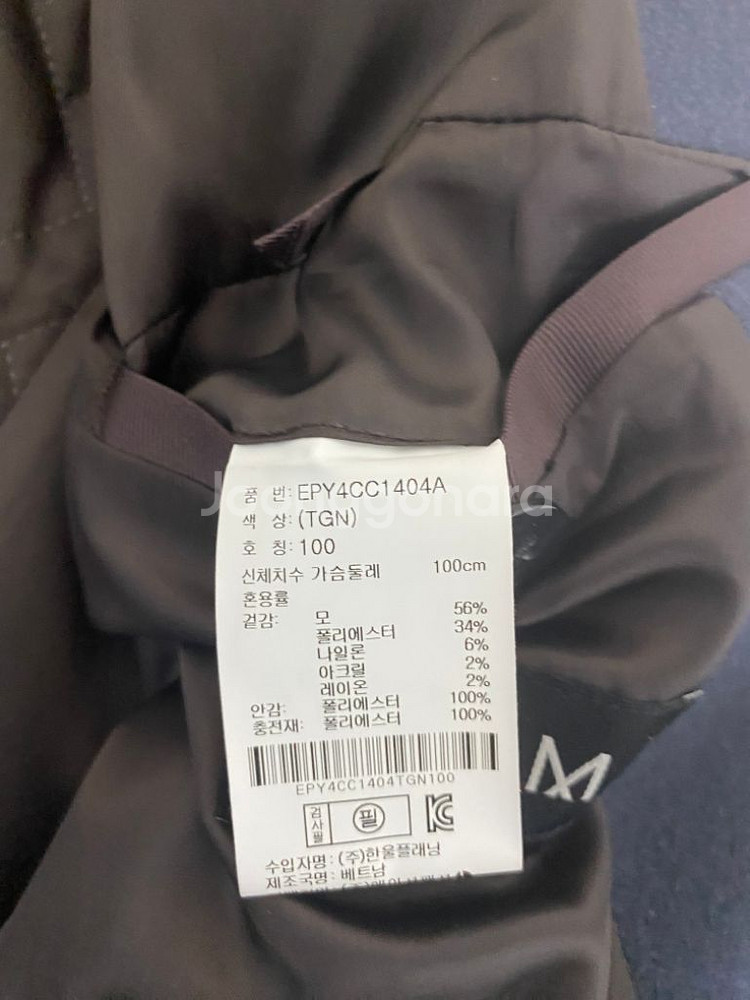 품 번: EPY4CC1404A
Joonggonara
색 상: (TGN)
호 칭: 100
신체치수 가슴둘레 100cm
혼용률
겉감: 모 56%
폴리에스터 34%
나일론 6%
아크릴 2%
레이온 2%
안감: 폴리에스터 100%
충전재: 폴리에스터 100%
EPY4CC1404TGN100
검사필 필
수입자명: (주)한울플래닝
제조국명: 베트남